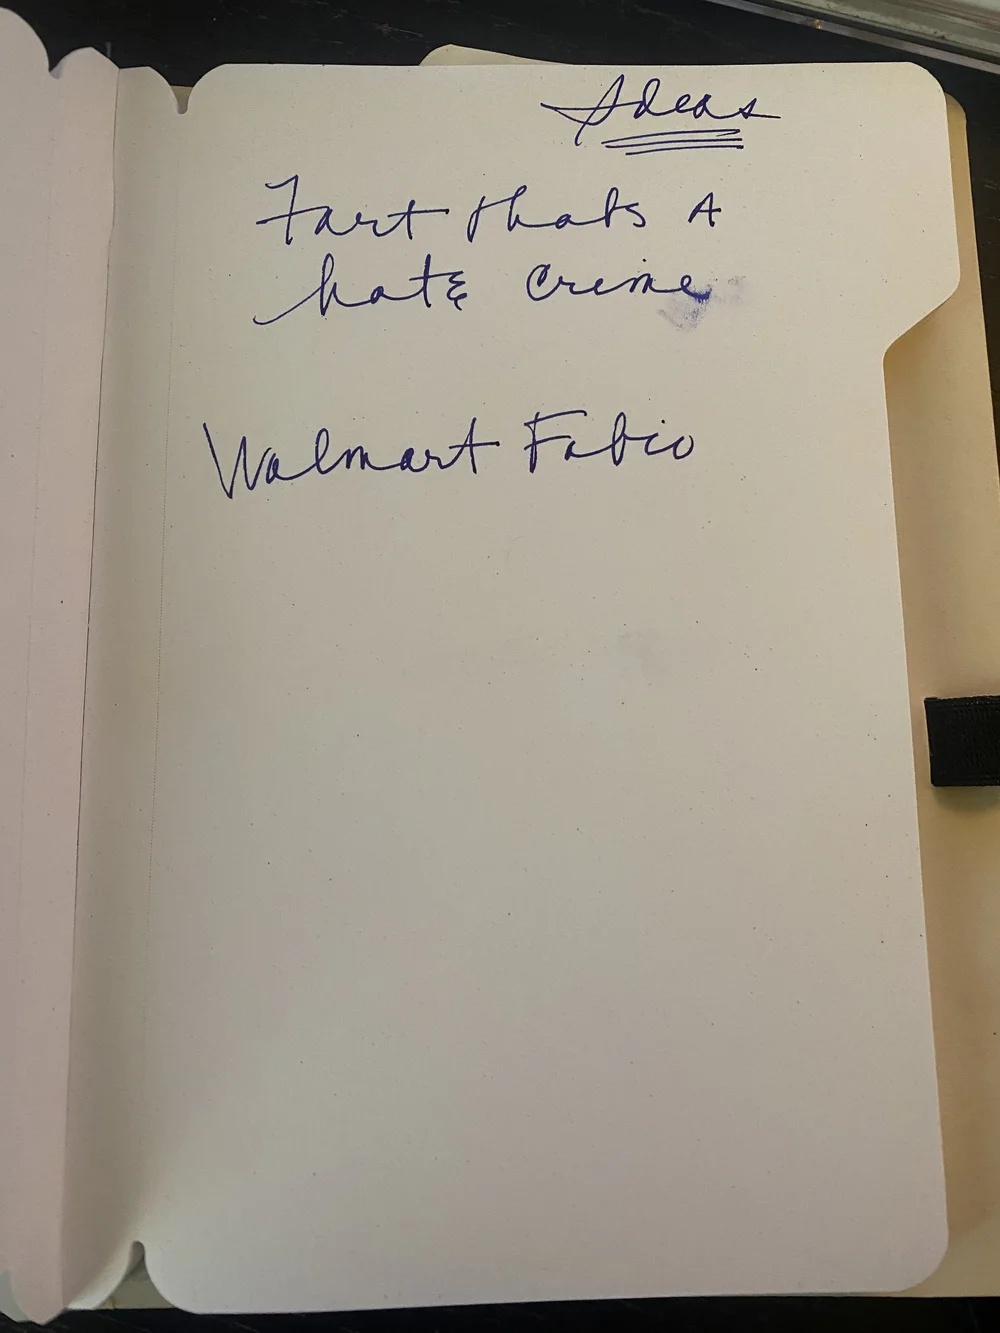 Ideas
Fart thats A
hate Crime
Walmart Fabio